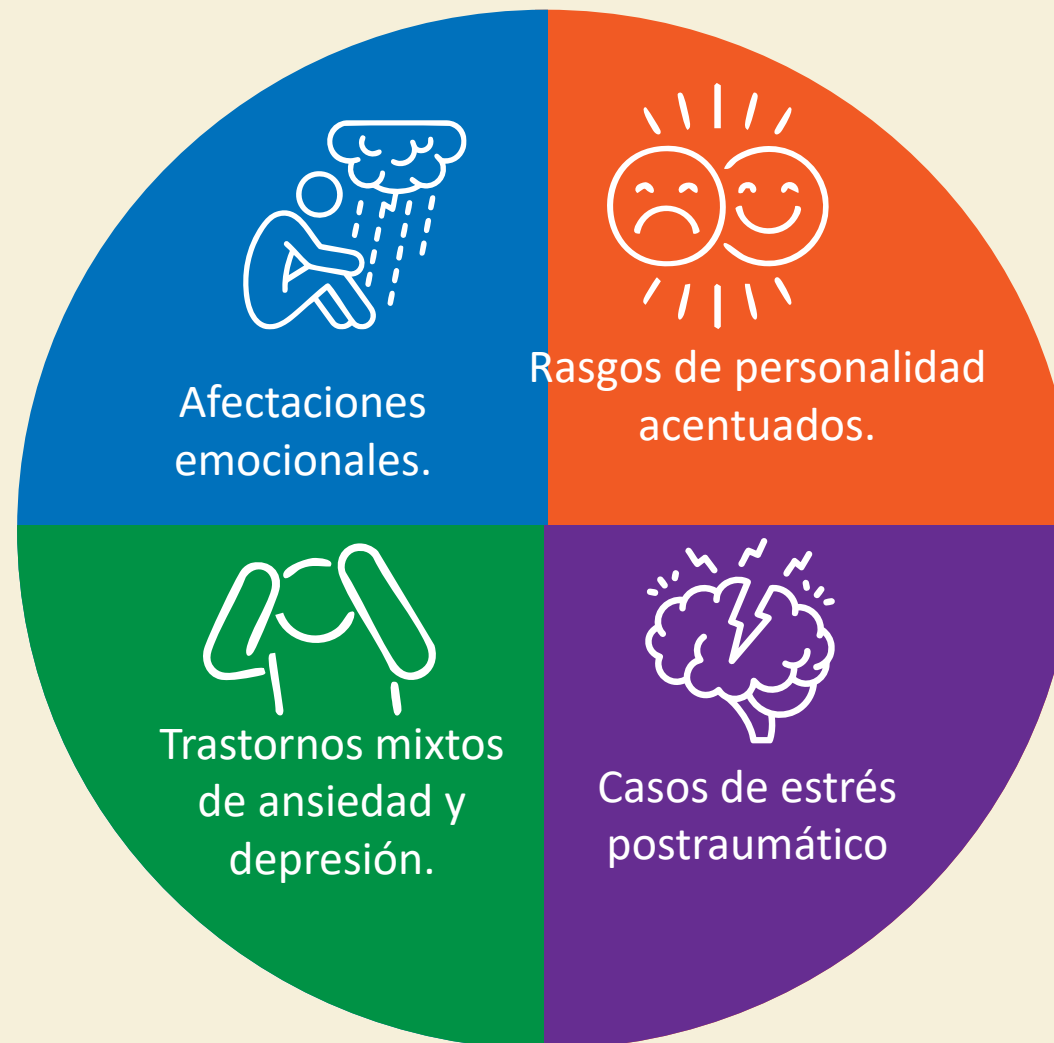 Afectaciones
emocionales.
Rasgos de personalidad
acentuados.
Trastornos mixtos
de ansiedad y
depresión.
Casos de estrés
postraumático